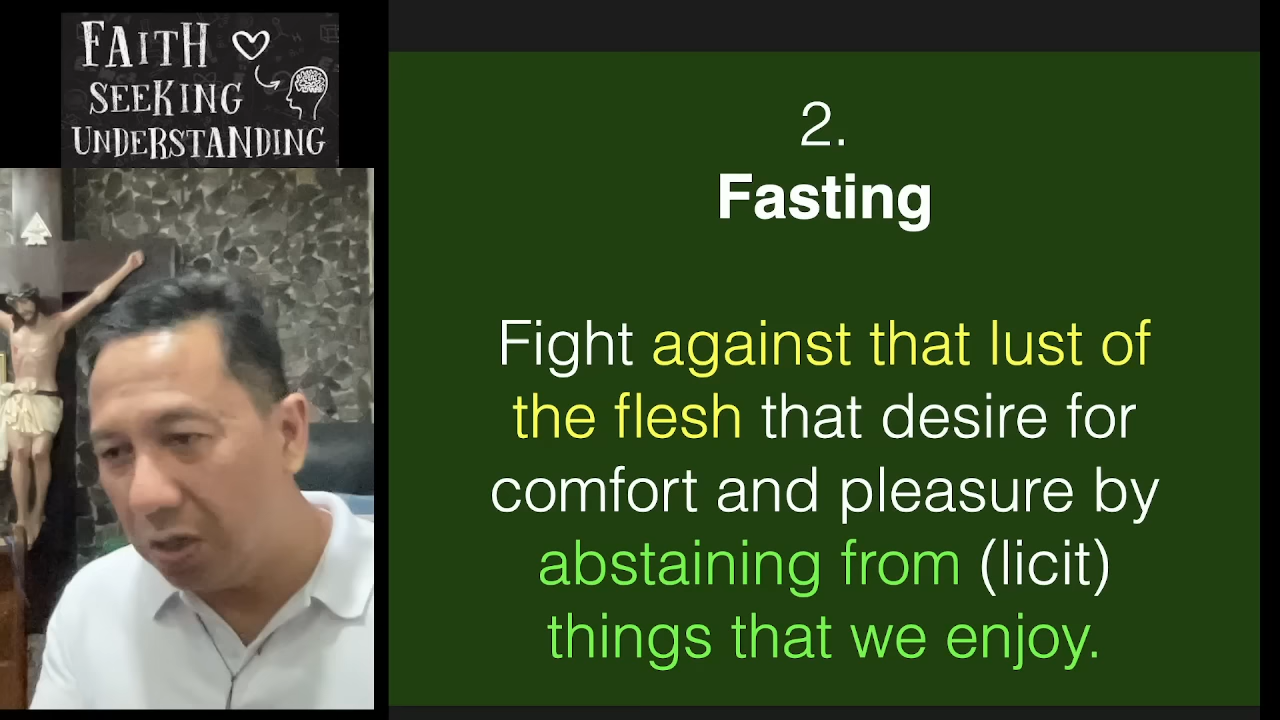 FAITH
SEEKING
UNDERSTANDING
2.
Fasting
Fight against that lust of
the flesh that desire for
comfort and pleasure by
abstaining from (licit)
things that we enjoy.